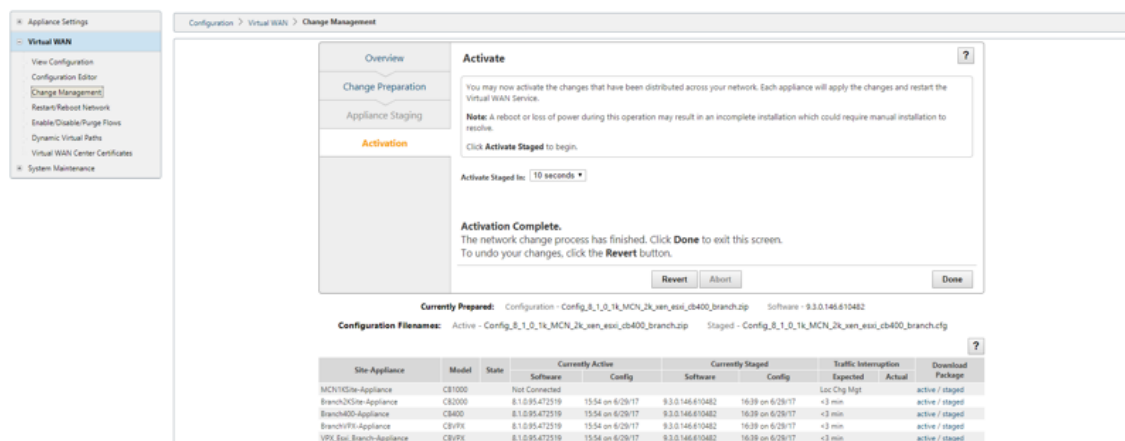 Appliance Settings
Virtual WAN
View Configuration
Configuration Editor
Change Management
Restart/Reboot Network
Enable/Disable/Purge Flows
Dynamic Virtual Paths
Virtual WAN Center Certificates
System Maintenance
Configuration > Virtual WAN > Change Management
Overview
Change Preparation
Appliance Staging
Activation
Activate ?
You may now activate the changes that have been distributed across your network. Each appliance will apply the changes and restart the
Virtual WAN Service.
Note: A reboot or loss of power during this operation may result in an incomplete installation which could require manual installation to
resolve.
Click Activate Staged to begin.
Activate Staged In: 10 seconds
Activation Complete.
The network change process has finished. Click Done to exit this screen.
To undo your changes, click the Revert button.
Revert Abort Done
Currently Prepared: Configuration - Config_8_1_0_1k_MCN_2k_xen_esxi_cb400_branch.zip Software - 9.3.0.146.610482
Configuration Filenames: Active - Config_8_1_0_1k_MCN_2k_xen_esxi_cb400_branch.zip Staged - Config_8_1_0_1k_MCN_2k_xen_esxi_cb400_branch.cfg
?
Site-Appliance Model State Currently Active Currently Staged Traffic Interruption Download Package
Software Config Software Config Expected Actual
MCN1KSite-Appliance CB1000 Not Connected Loc Chg Mgt active / staged
Branch2KSite-Appliance CB2000 8.1.0.95.472519 15:54 on 6/29/17 9.3.0.146.610482 16:39 on 6/29/17 <3 min active / staged
Branch400-Appliance CB400 8.1.0.95.472519 15:54 on 6/29/17 9.3.0.146.610482 16:39 on 6/29/17 <3 min active / staged
BranchVPX-Appliance CBVPX 8.1.0.95.472519 15:54 on 6/29/17 9.3.0.146.610482 16:39 on 6/29/17 <3 min active / staged
VPX_Esxi_Branch-Appliance CBVPX 8.1.0.95.472519 15:54 on 6/29/17 9.3.0.146.610482 16:39 on 6/29/17 <3 min active / staged